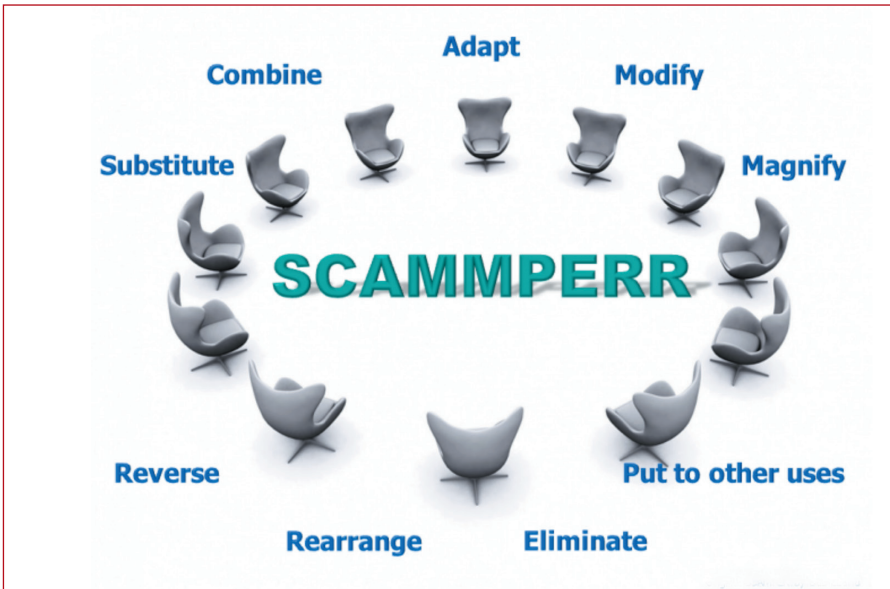 Adapt
Combine
Modify
Substitute
Magnify
SCAMMPERR
Reverse
Put to other uses
Rearrange
Eliminate